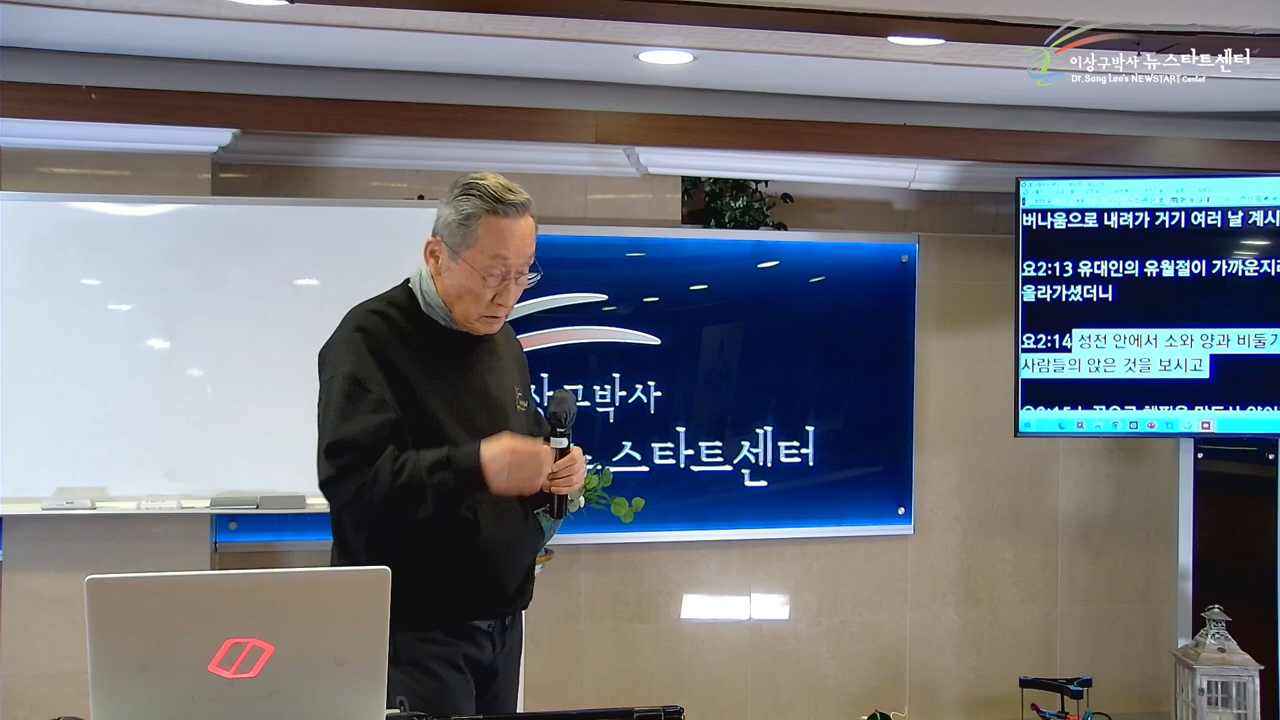 이상구박사 뉴스타트센터
Dr. Sang Lee's NEWSTART Center
버나움으로 내려가 거기 여러 날 계시
요2:13 유대인의 유월절이 가까운지라
올라가셨더니
요2:14 성전 안에서 소와 양과 비둘기
사람들의 앉은 것을 보시고
상구박사
스타트센터